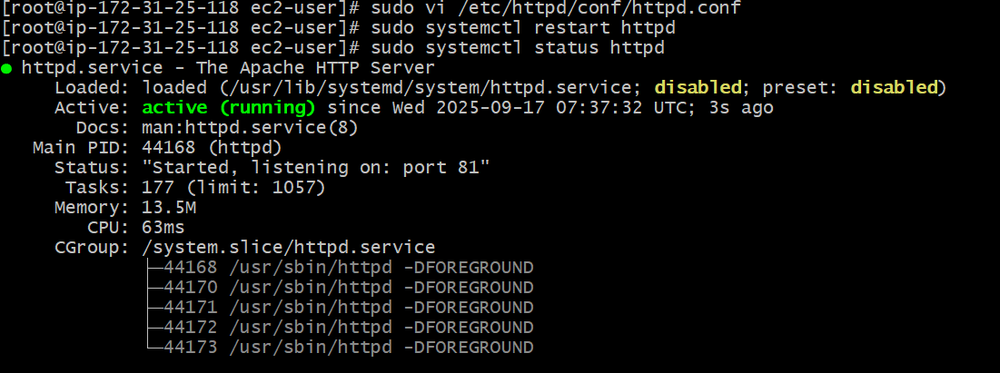 [root@ip-172-31-25-118 ec2-user]# sudo vi /etc/httpd/conf/httpd.conf
[root@ip-172-31-25-118 ec2-user]# sudo systemctl restart httpd
[root@ip-172-31-25-118 ec2-user]# sudo systemctl status httpd
● httpd.service - The Apache HTTP Server
     Loaded: loaded (/usr/lib/systemd/system/httpd.service; disabled; preset: disabled)
     Active: active (running) since Wed 2025-09-17 07:37:32 UTC; 3s ago
       Docs: man:httpd.service(8)
   Main PID: 44168 (httpd)
     Status: "Started, listening on: port 81"
      Tasks: 177 (limit: 1057)
     Memory: 13.5M
        CPU: 63ms
     CGroup: /system.slice/httpd.service
             ├─44168 /usr/sbin/httpd -DFOREGROUND
             ├─44170 /usr/sbin/httpd -DFOREGROUND
             ├─44171 /usr/sbin/httpd -DFOREGROUND
             ├─44172 /usr/sbin/httpd -DFOREGROUND
             └─44173 /usr/sbin/httpd -DFOREGROUND